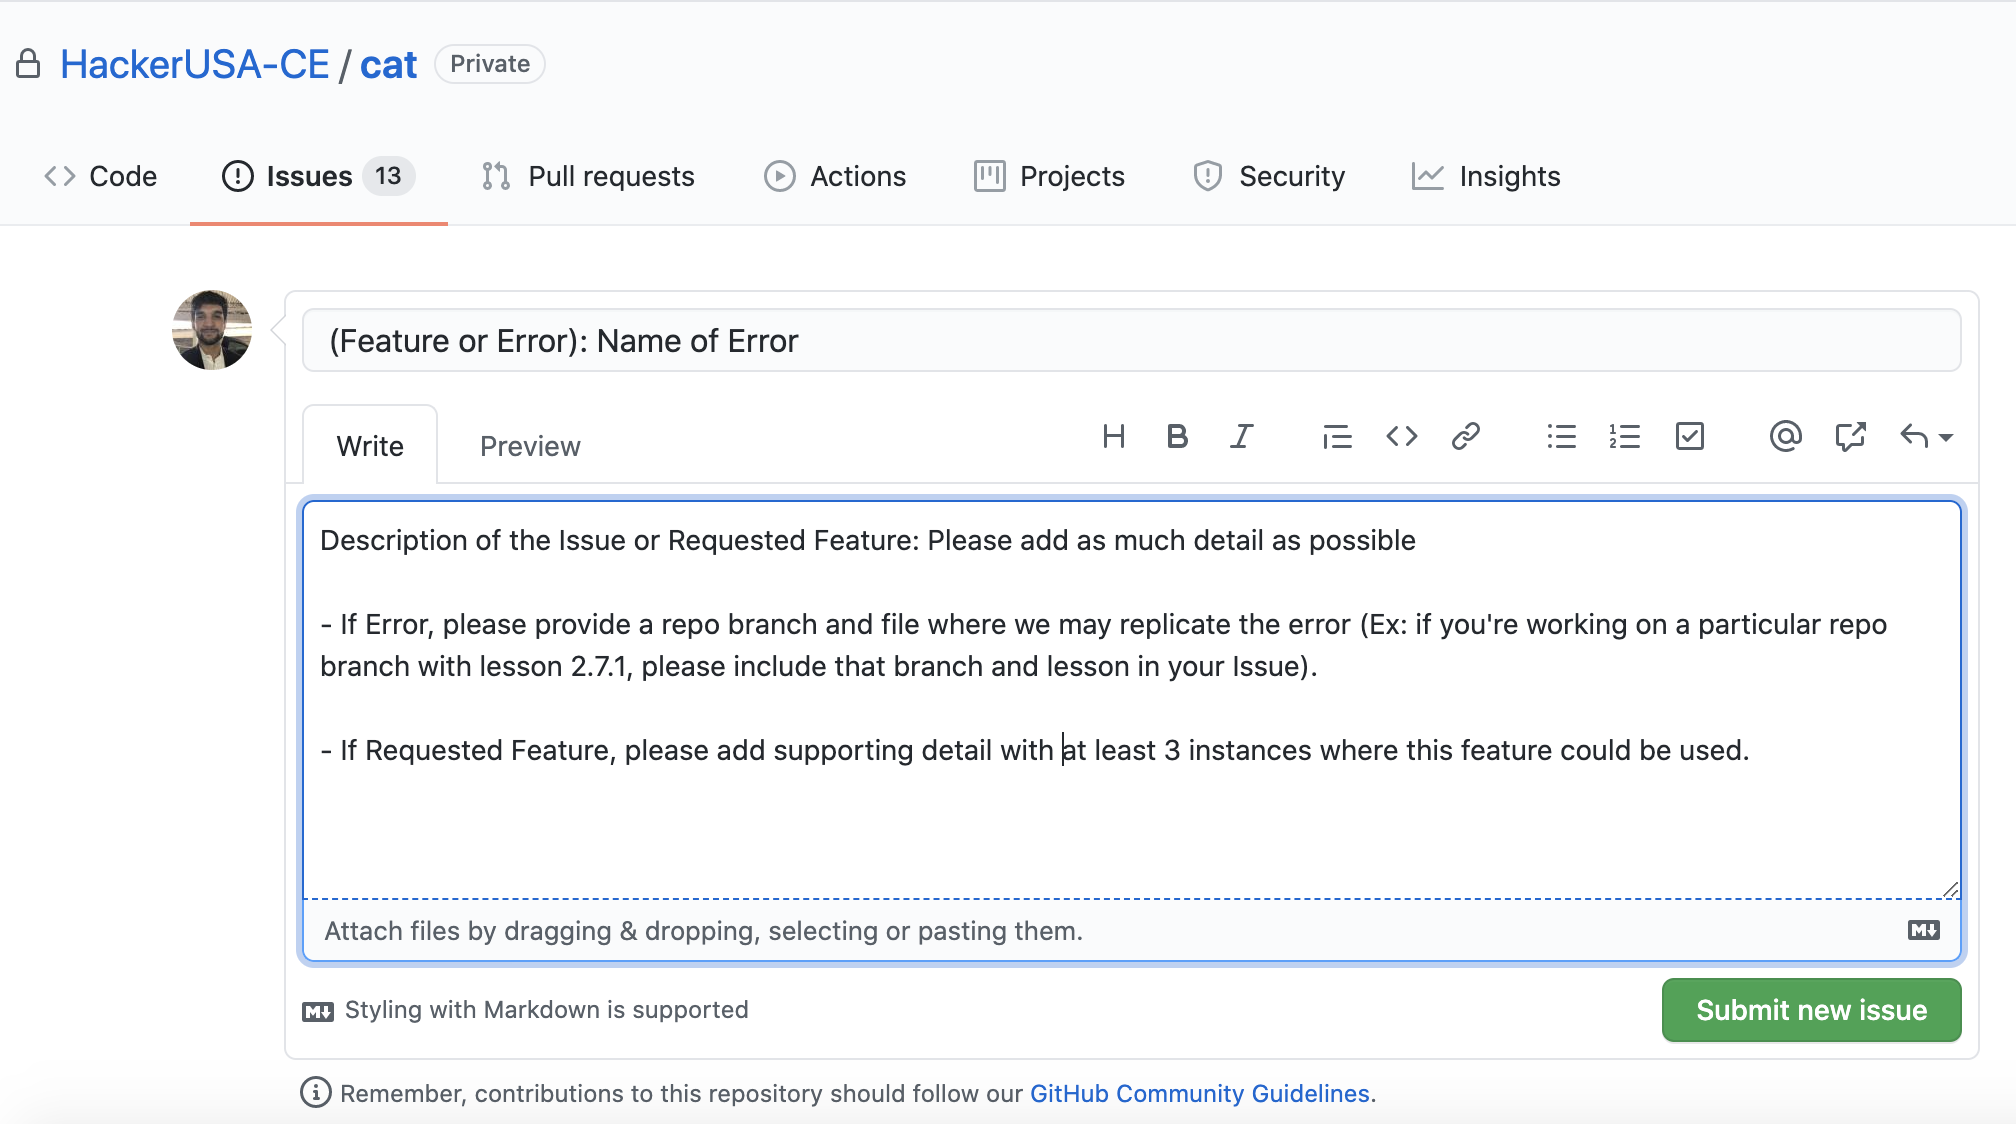 HackerUSA-CE / cat Private
Code Issues 13 Pull requests Actions Projects Security Insights
(Feature or Error): Name of Error
Write Preview
Description of the Issue or Requested Feature: Please add as much detail as possible
- If Error, please provide a repo branch and file where we may replicate the error (Ex: if you're working on a particular repo
branch with lesson 2.7.1, please include that branch and lesson in your Issue).
- If Requested Feature, please add supporting detail with at least 3 instances where this feature could be used.
Attach files by dragging & dropping, selecting or pasting them.
Styling with Markdown is supported
Submit new issue
Remember, contributions to this repository should follow our GitHub Community Guidelines.